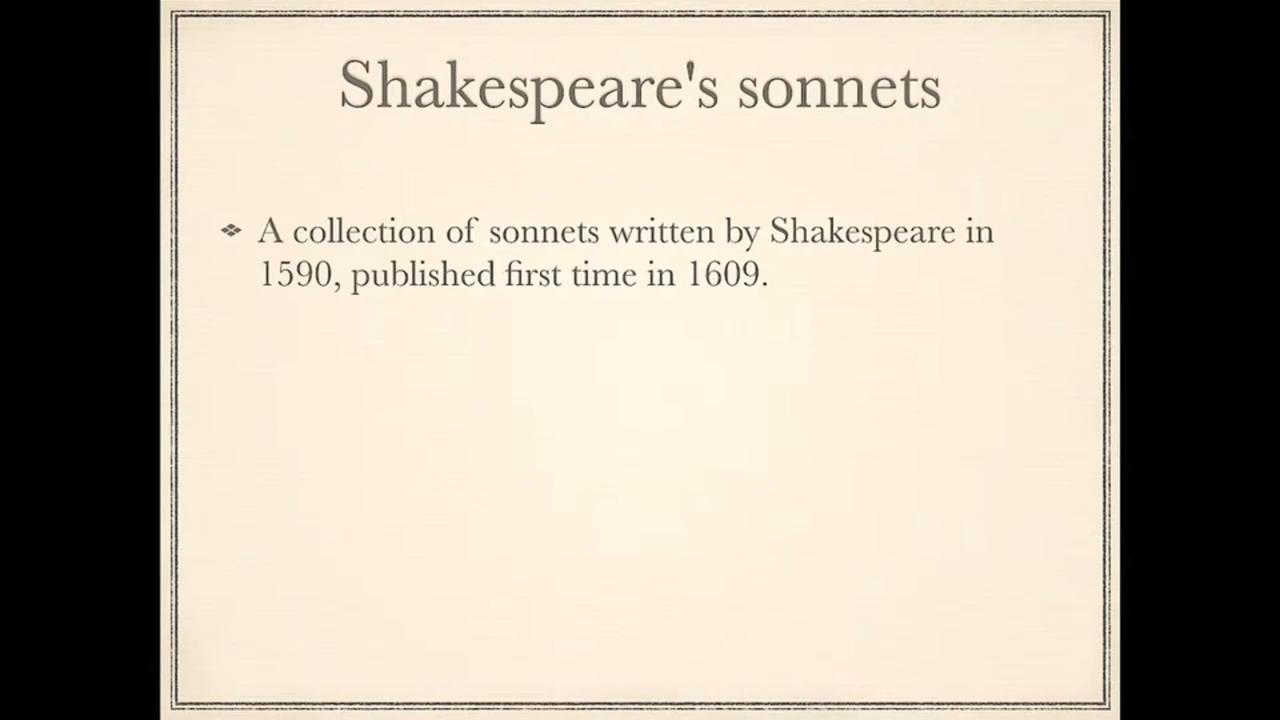 Shakespeare's sonnets
A collection of sonnets written by Shakespeare in
1590, published first time in 1609.